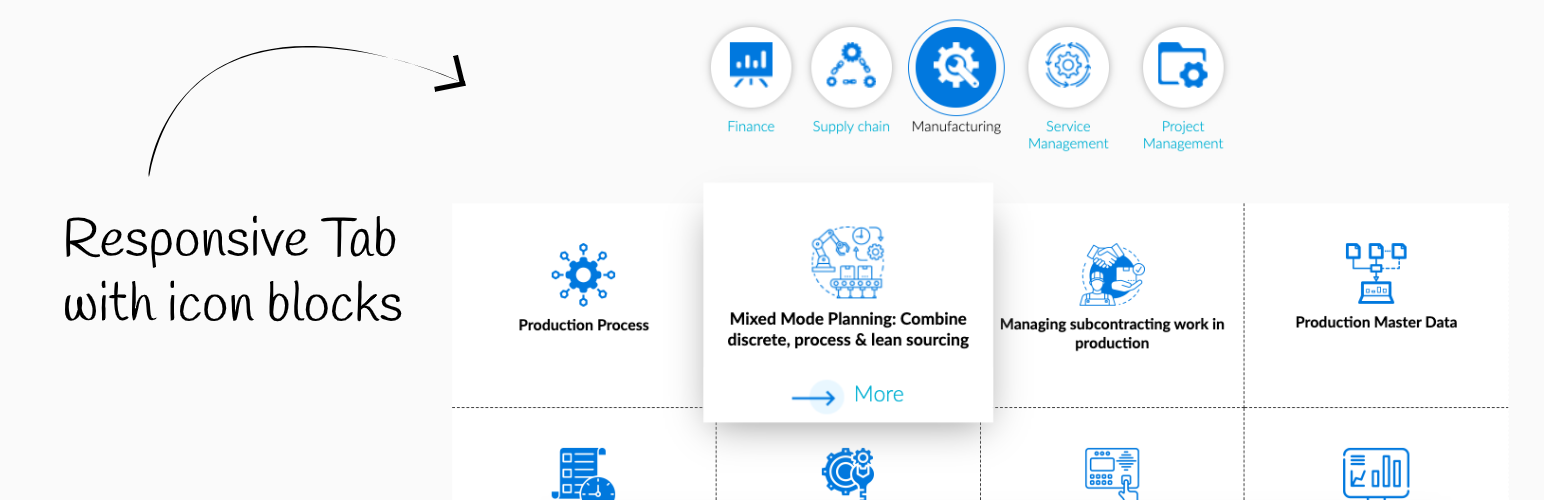 Finance
Supply chain
Manufacturing
Service
Management
Project
Management
Responsive Tab
with icon blocks
Production Process
Mixed Mode Planning: Combine
discrete, process & lean sourcing
More
Managing subcontracting work in
production
Production Master Data